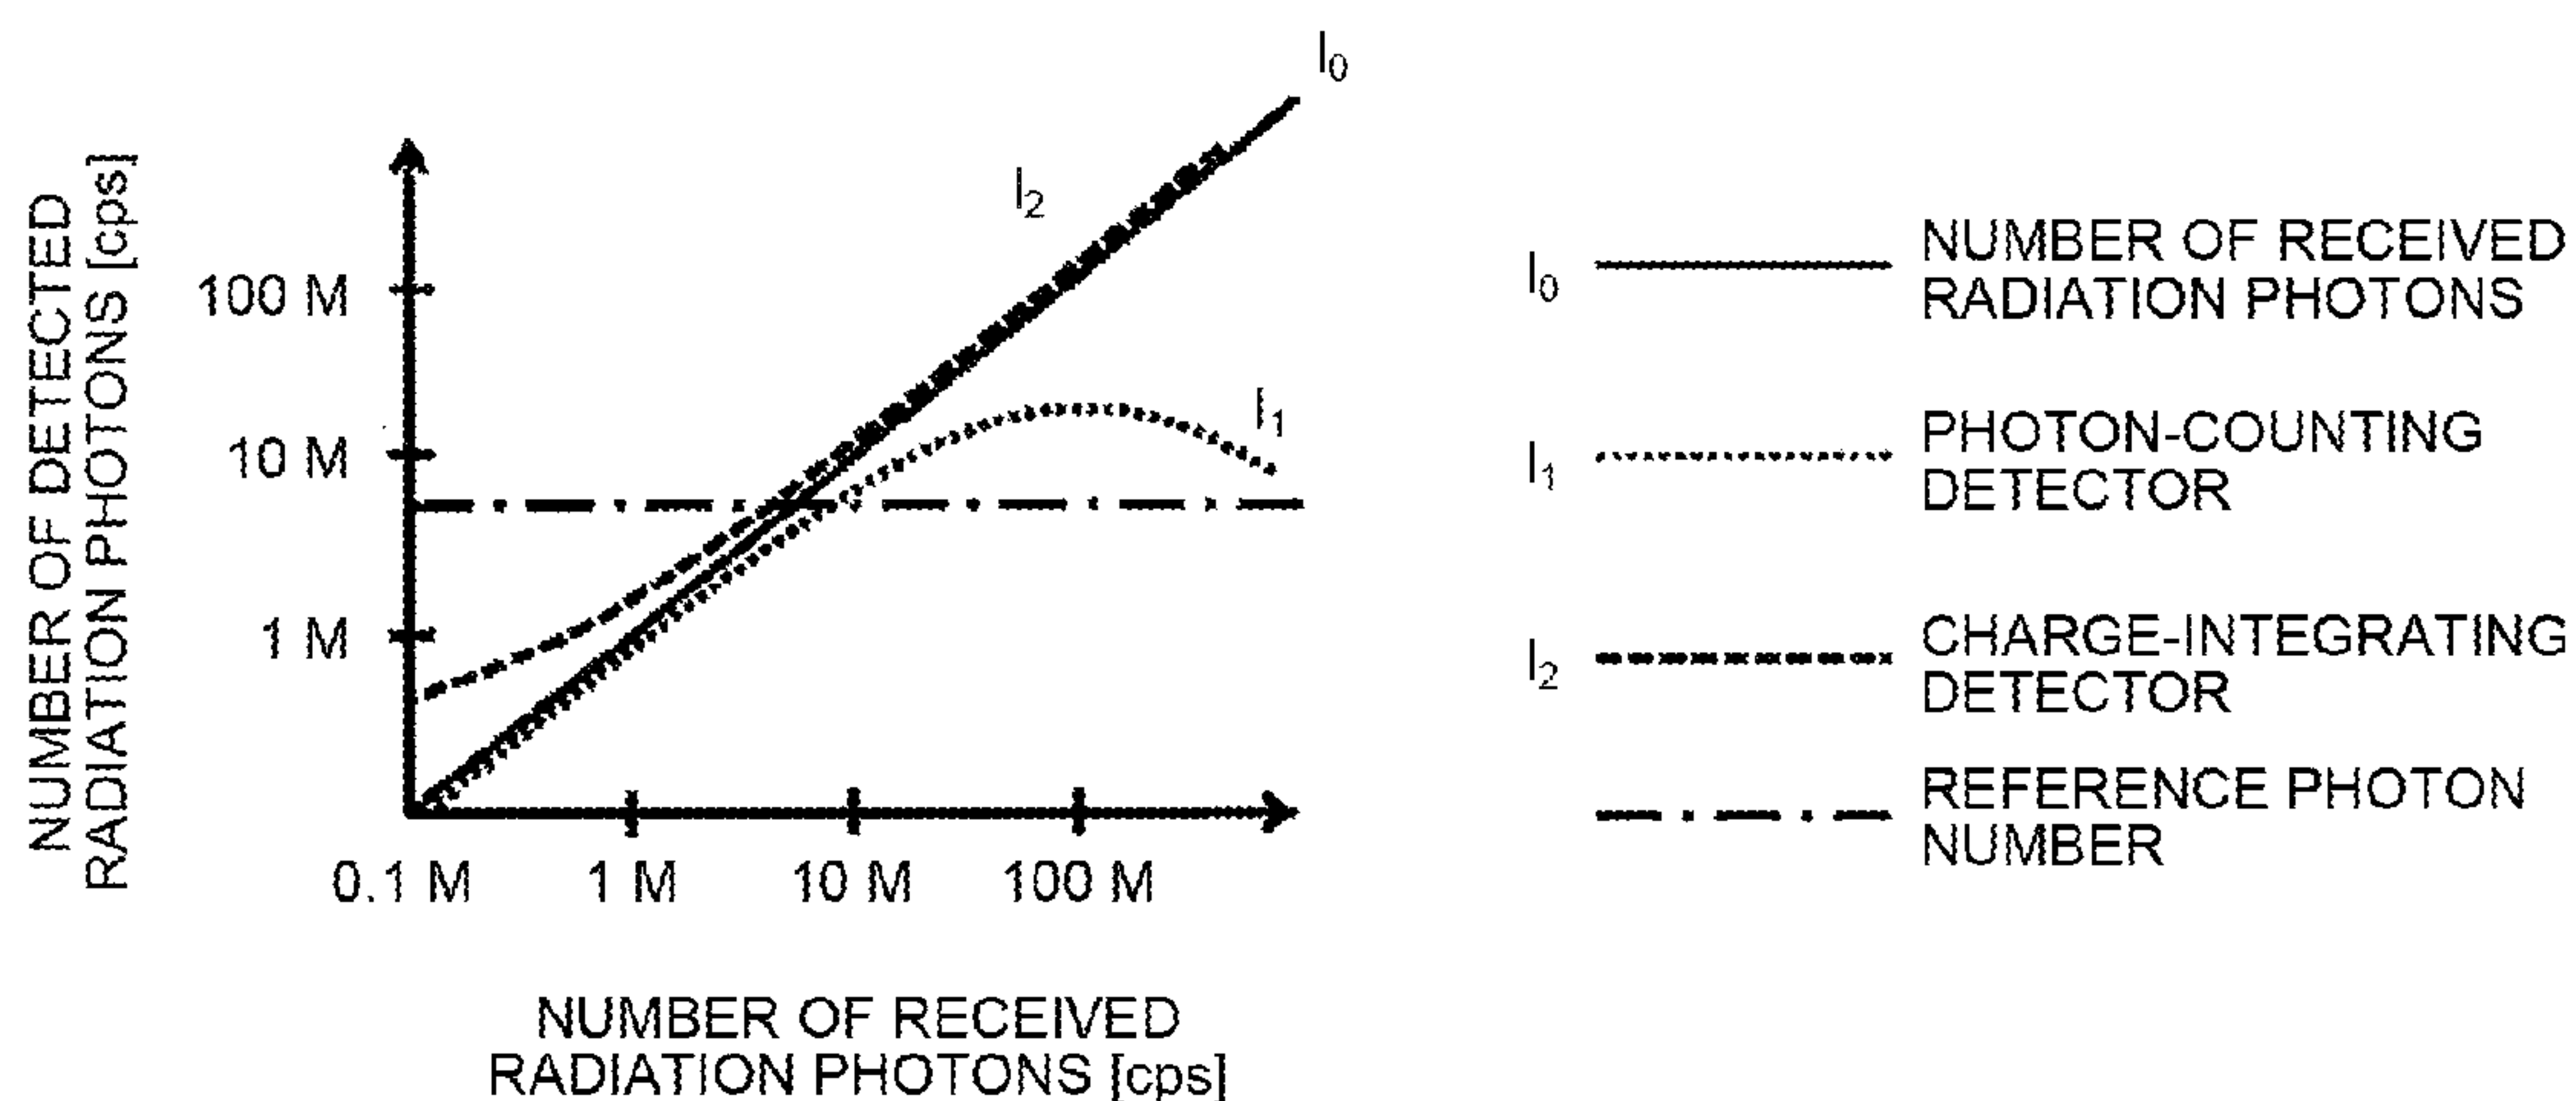 NUMBER OF DETECTED
RADIATION PHOTONS [cps]
100 M
10 M
1 M
0.1 M
1 M
10 M
100 M
NUMBER OF RECEIVED
RADIATION PHOTONS [cps]
I0
I2
I1
I0
NUMBER OF RECEIVED
RADIATION PHOTONS
I1
PHOTON-COUNTING
DETECTOR
I2
CHARGE-INTEGRATING
DETECTOR
REFERENCE PHOTON
NUMBER